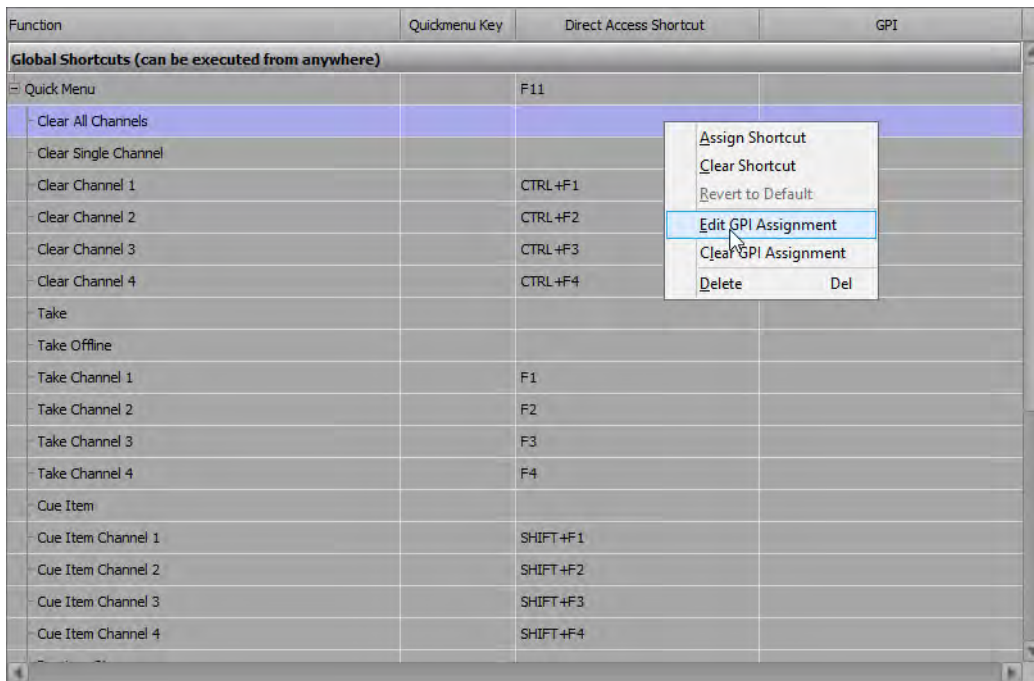 Function Quickmenu Key Direct Access Shortcut GPI
Global Shortcuts (can be executed from anywhere)
Quick Menu F11
Clear All Channels
Clear Single Channel
Clear Channel 1 CTRL+F1
Clear Channel 2 CTRL+F2
Clear Channel 3 CTRL+F3
Clear Channel 4 CTRL+F4
Take
Take Offline
Take Channel 1 F1
Take Channel 2 F2
Take Channel 3 F3
Take Channel 4 F4
Cue Item
Cue Item Channel 1 SHIFT+F1
Cue Item Channel 2 SHIFT+F2
Cue Item Channel 3 SHIFT+F3
Cue Item Channel 4 SHIFT+F4
Assign Shortcut
Clear Shortcut
Revert to Default
Edit GPI Assignment
Clear GPI Assignment
Delete Del